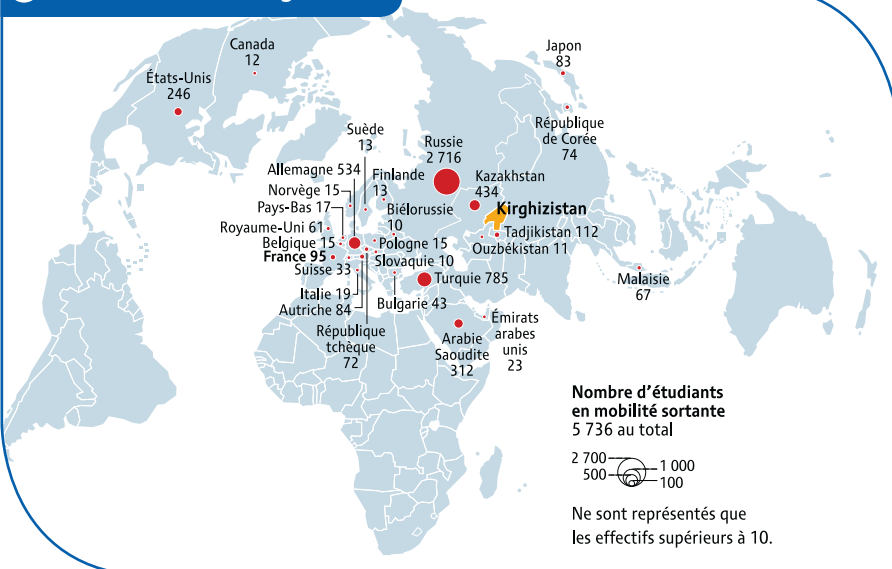 Canada
12
États-Unis
246
Japon
83
République
de Corée
74
Suède
13
Russie
2 716
Allemagne 534
Finlande
13
Kazakhstan
434
Norvège 15
Pays-Bas 17
Biélorussie
10
Kirghizistan
Royaume-Uni 61
Tadjikistan 112
Belgique 15
Pologne 15
Ouzbékistan 11
France 95
Slovaquie 10
Suisse 33
Turquie 785
Malaisie
67
Italie 19
Bulgarie 43
Autriche 84
République
tchèque
72
Émirats
arabes
unis
23
Arabie
Saoudite
312
Nombre d'étudiants
en mobilité sortante
5 736 au total
2 700
1 000
500
100
Ne sont représentés que
les effectifs supérieurs à 10.